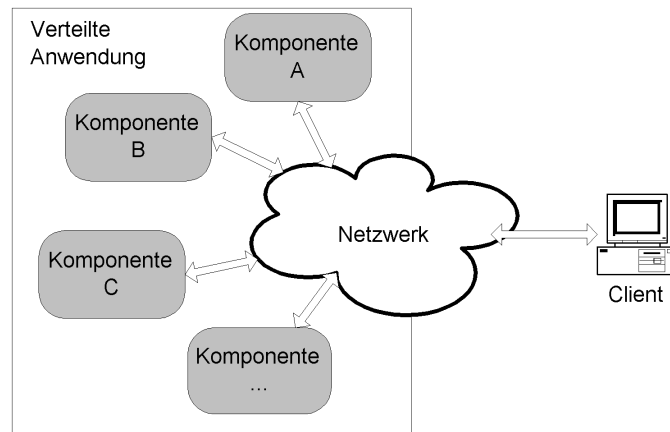 Verteilte
Anwendung
Komponente
A
Komponente
B
Netzwerk
Komponente
C
Client
Komponente
...